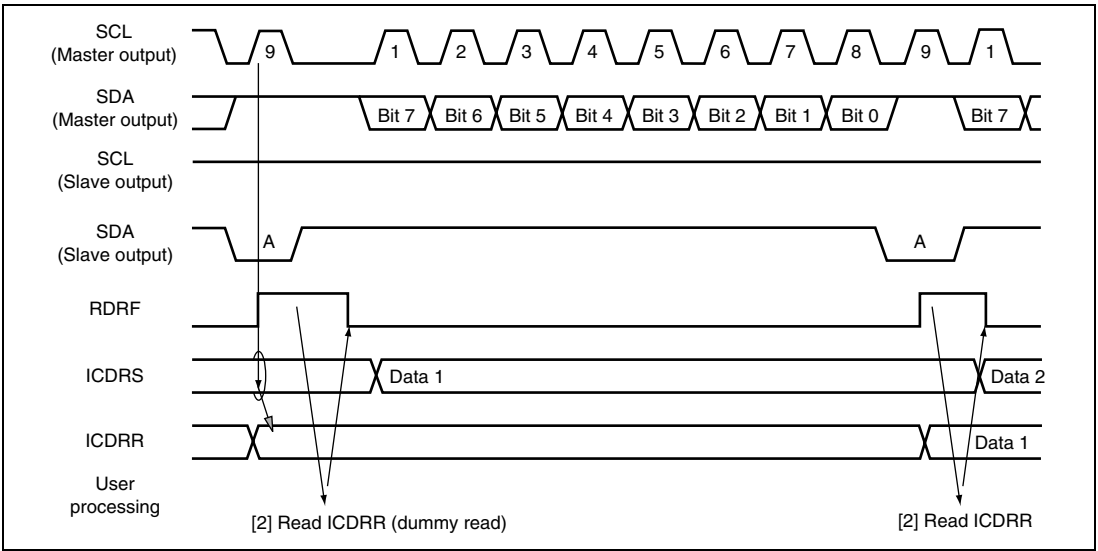 SCL
(Master output)
9 1 2 3 4 5 6 7 8 9 1
SDA
(Master output)
Bit 7 Bit 6 Bit 5 Bit 4 Bit 3 Bit 2 Bit 1 Bit 0 Bit 7
SCL
(Slave output)
SDA
(Slave output)
A A
RDRF
ICDRS
Data 1 Data 2
ICDRR
Data 1
User
processing
[2] Read ICDRR (dummy read) [2] Read ICDRR